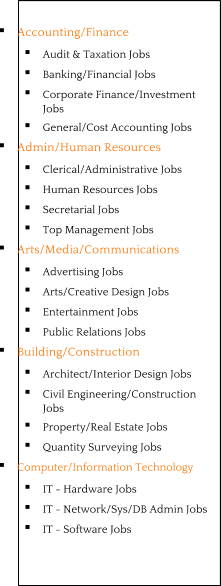 Accounting/Finance
Audit & Taxation Jobs
Banking/Financial Jobs
Corporate Finance/Investment
Jobs
General/Cost Accounting Jobs
Admin/Human Resources
Clerical/Administrative Jobs
Human Resources Jobs
Secretarial Jobs
Top Management Jobs
Arts/Media/Communications
Advertising Jobs
Arts/Creative Design Jobs
Entertainment Jobs
Public Relations Jobs
Building/Construction
Architect/Interior Design Jobs
Civil Engineering/Construction
Jobs
Property/Real Estate Jobs
Quantity Surveying Jobs
Computer/Information Technology
IT - Hardware Jobs
IT - Network/Sys/DB Admin Jobs
IT - Software Jobs